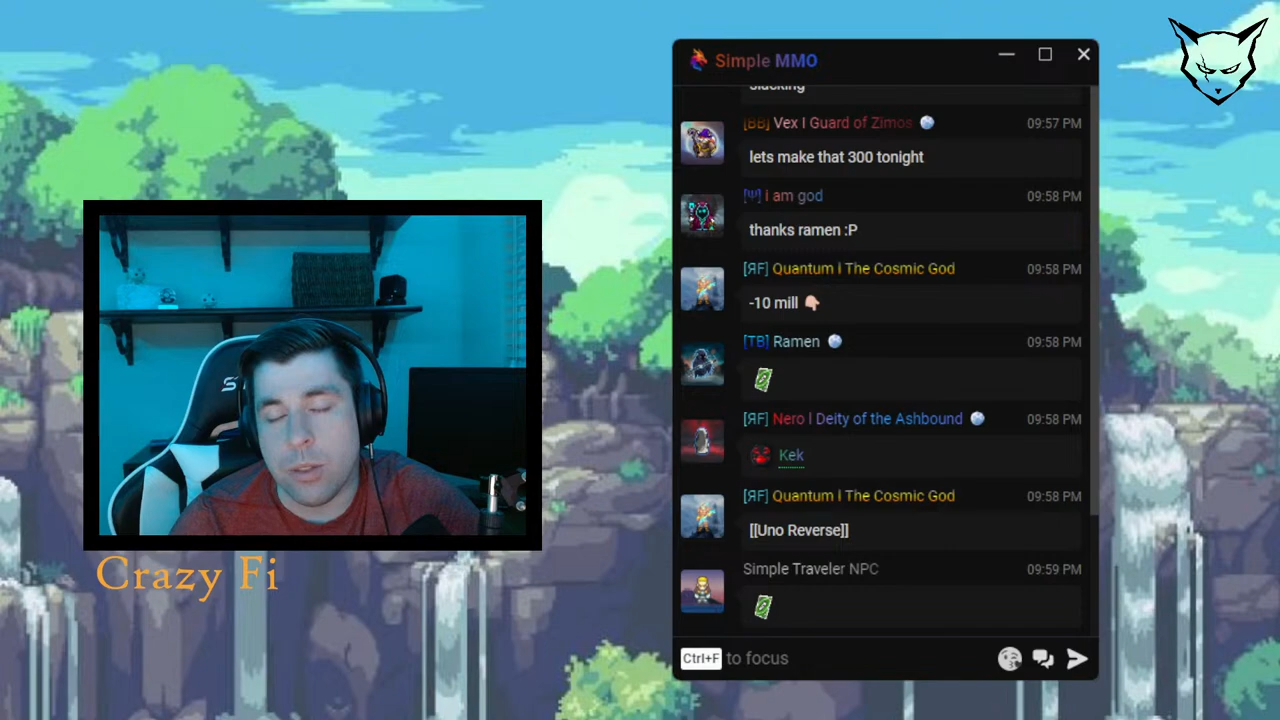 Simple MMO
slacking
[BB] Vex | Guard of Zimos 09:57 PM
lets make that 300 tonight
[Ψ] i am god 09:58 PM
thanks ramen :P
[ЯF] Quantum | The Cosmic God 09:58 PM
-10 mill
[TB] Ramen 09:58 PM
[ЯF] Nero | Deity of the Ashbound 09:58 PM
Kek
[ЯF] Quantum | The Cosmic God 09:58 PM
[[Uno Reverse]]
Simple Traveler NPC 09:59 PM
Ctrl+F to focus
Crazy Fi